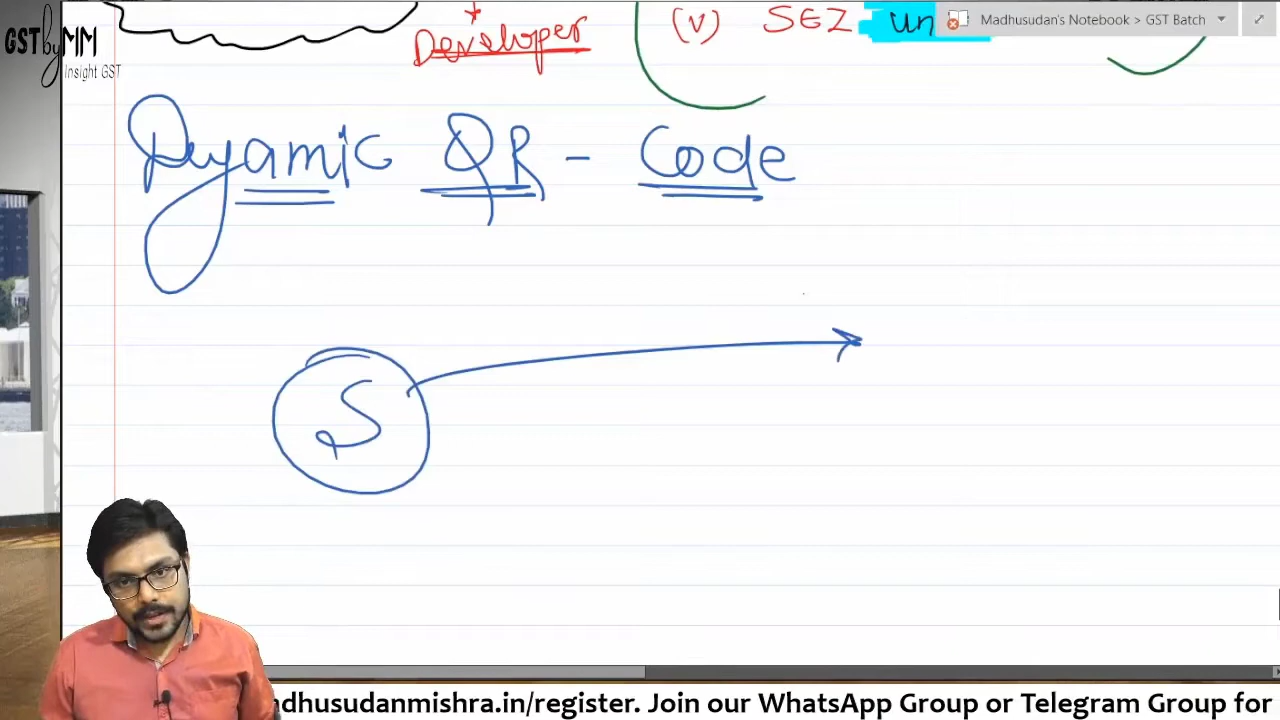 GST by MM
Insight GST
+
Developer
(v) SEZ un
Madhusudan's Notebook > GST Batch
Dyamic QR - Code
S
dhusudanmishra.in/register. Join our WhatsApp Group or Telegram Group for